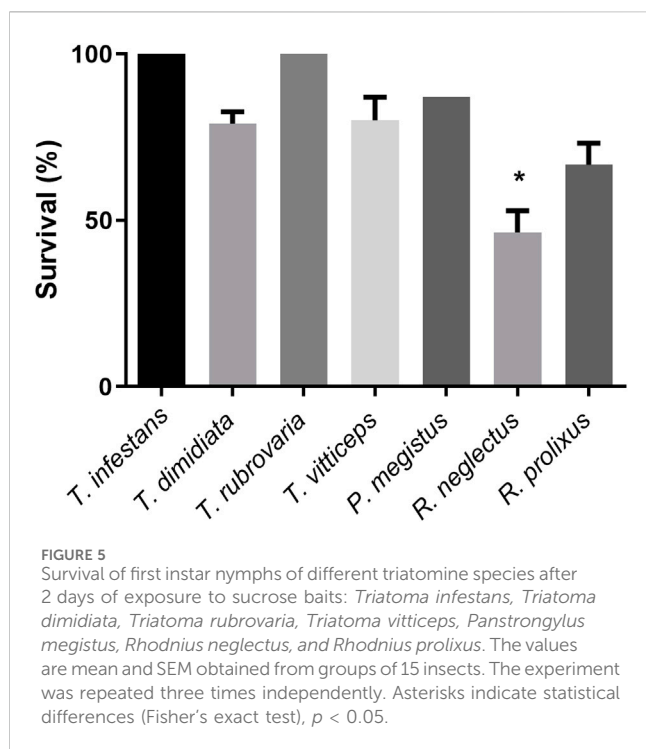 100
50
0
Survival (%)
*
T. infestans
T. dimidiata
T. rubrovaria
T. vitticeps
P. megistus
R. neglectus
R. prolixus
FIGURE 5
Survival of first instar nymphs of different triatomine species after
2 days of exposure to sucrose baits: Triatoma infestans, Triatoma
dimidiata, Triatoma rubrovaria, Triatoma vitticeps, Panstrongylus
megistus, Rhodnius neglectus, and Rhodnius prolixus. The values
are mean and SEM obtained from groups of 15 insects. The experiment
was repeated three times independently. Asterisks indicate statistical
differences (Fisher's exact test), p < 0.05.